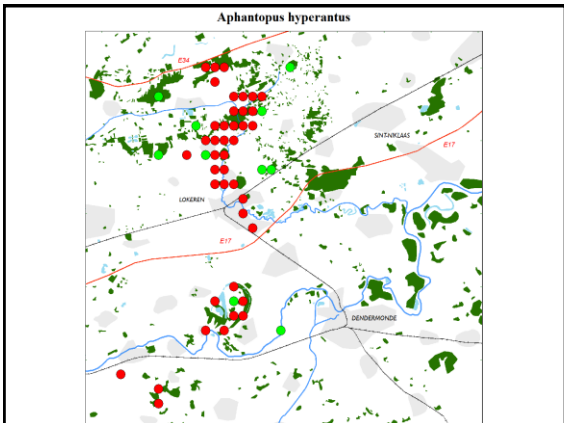 Aphantopus hyperantus
E34
SINT-NIKLAAS
E17
LOKEREN
E17
DENDERMONDE